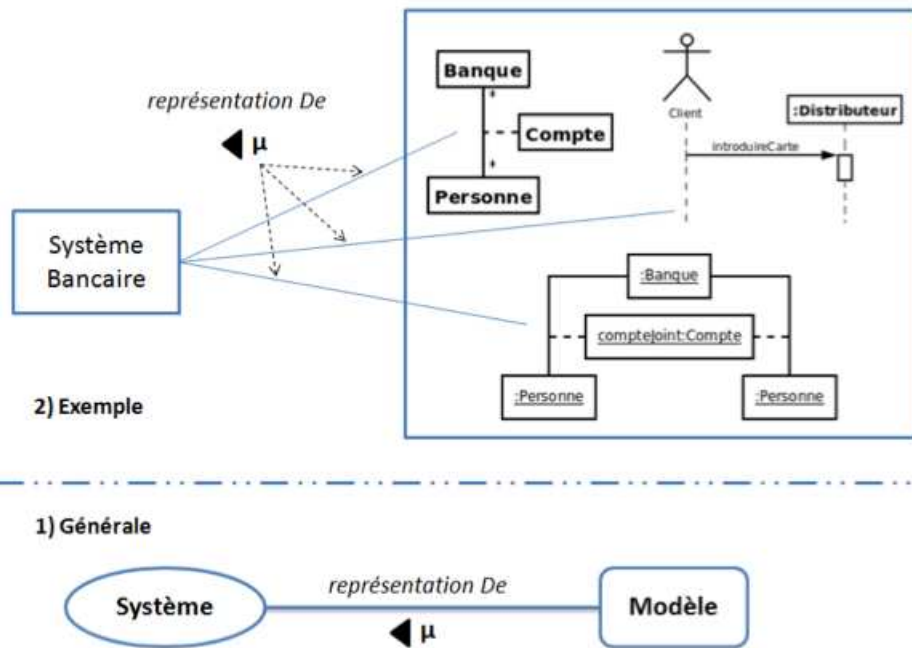 représentation De
μ
Système
Bancaire
Banque
*
Compte
*
Personne
Client
:Distributeur
introduireCarte
:Banque
compteJoint:Compte
:Personne
:Personne
2) Exemple
1) Générale
Système
représentation De
μ
Modèle